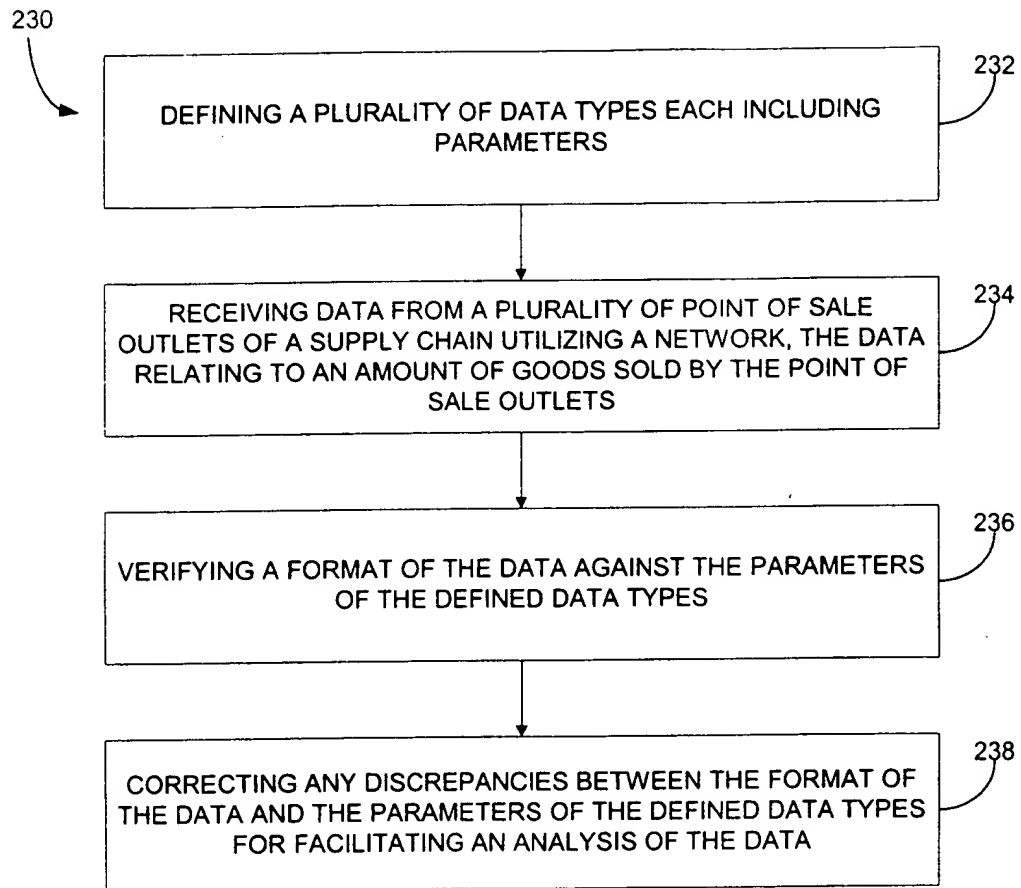 230
232
DEFINING A PLURALITY OF DATA TYPES EACH INCLUDING
PARAMETERS
234
RECEIVING DATA FROM A PLURALITY OF POINT OF SALE
OUTLETS OF A SUPPLY CHAIN UTILIZING A NETWORK, THE DATA
RELATING TO AN AMOUNT OF GOODS SOLD BY THE POINT OF
SALE OUTLETS
236
VERIFYING A FORMAT OF THE DATA AGAINST THE PARAMETERS
OF THE DEFINED DATA TYPES
238
CORRECTING ANY DISCREPANCIES BETWEEN THE FORMAT OF
THE DATA AND THE PARAMETERS OF THE DEFINED DATA TYPES
FOR FACILITATING AN ANALYSIS OF THE DATA